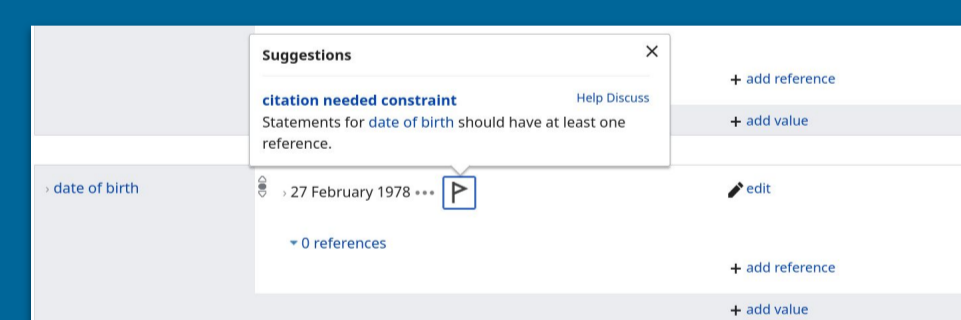 Suggestions
+ add reference
citation needed constraint Help Discuss
Statements for date of birth should have at least one
reference.
+ add value
date of birth
27 February 1978
edit
0 references
+ add reference
+ add value